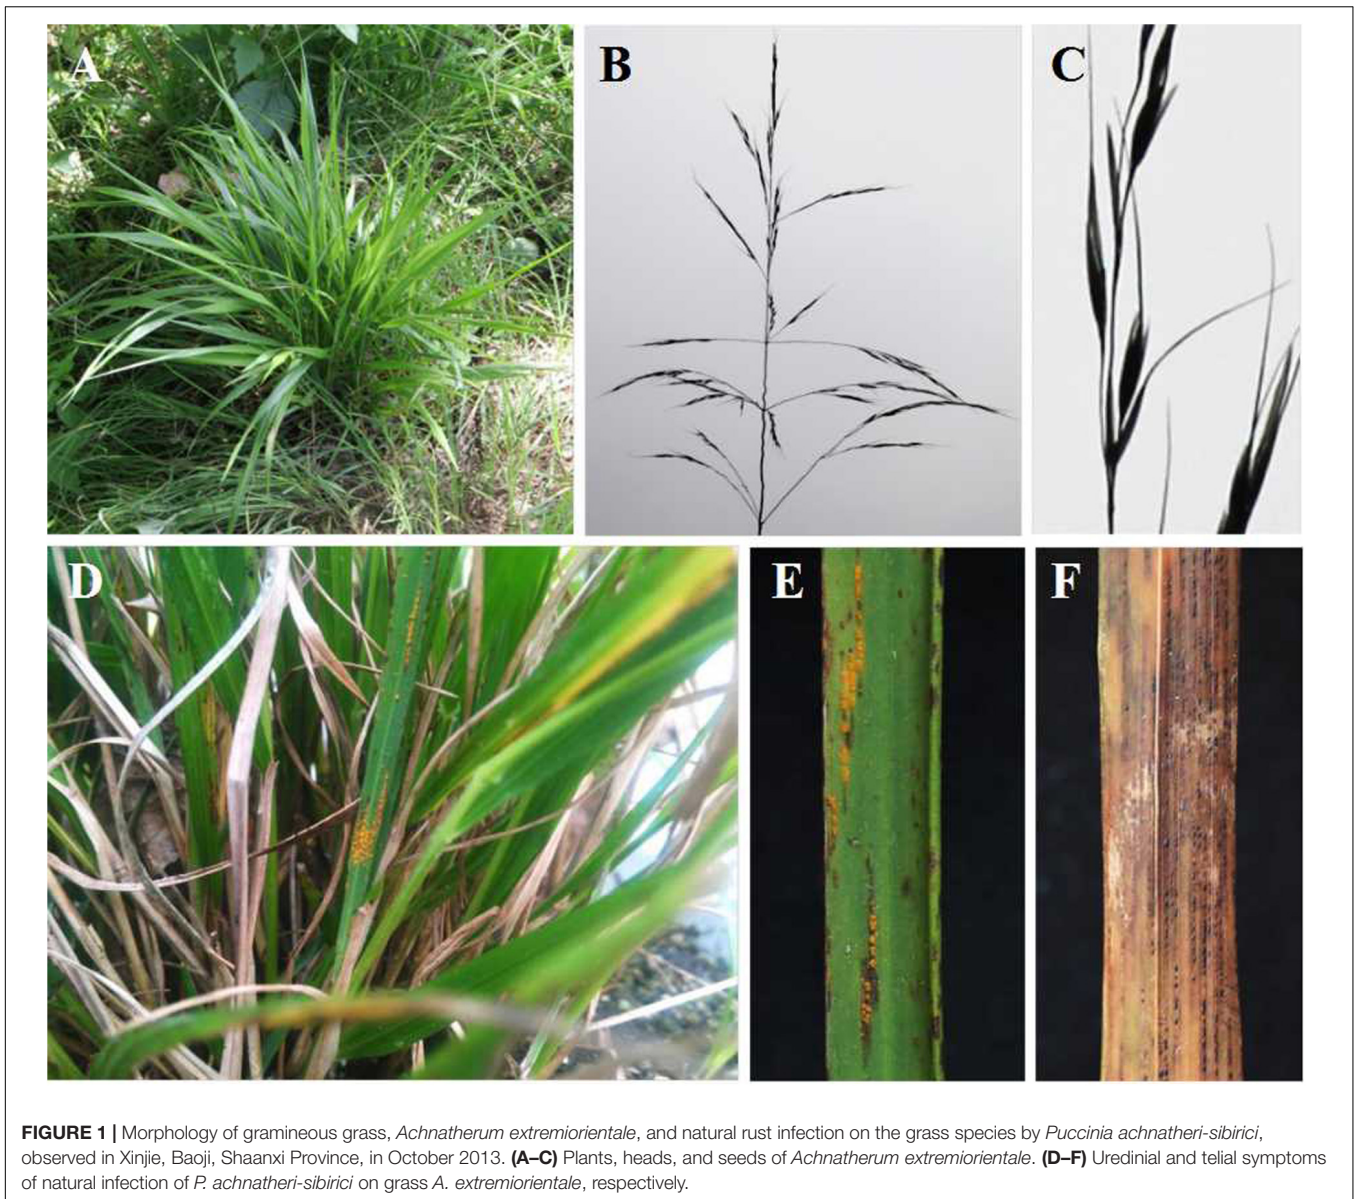 A
B
C
D
E
F
FIGURE 1 | Morphology of gramineous grass, Achnatherum extremiorientale, and natural rust infection on the grass species by Puccinia achnatheri-sibirici,
observed in Xinjie, Baoji, Shaanxi Province, in October 2013. (A–C) Plants, heads, and seeds of Achnatherum extremiorientale. (D–F) Uredinial and telial symptoms
of natural infection of P. achnatheri-sibirici on grass A. extremiorientale, respectively.